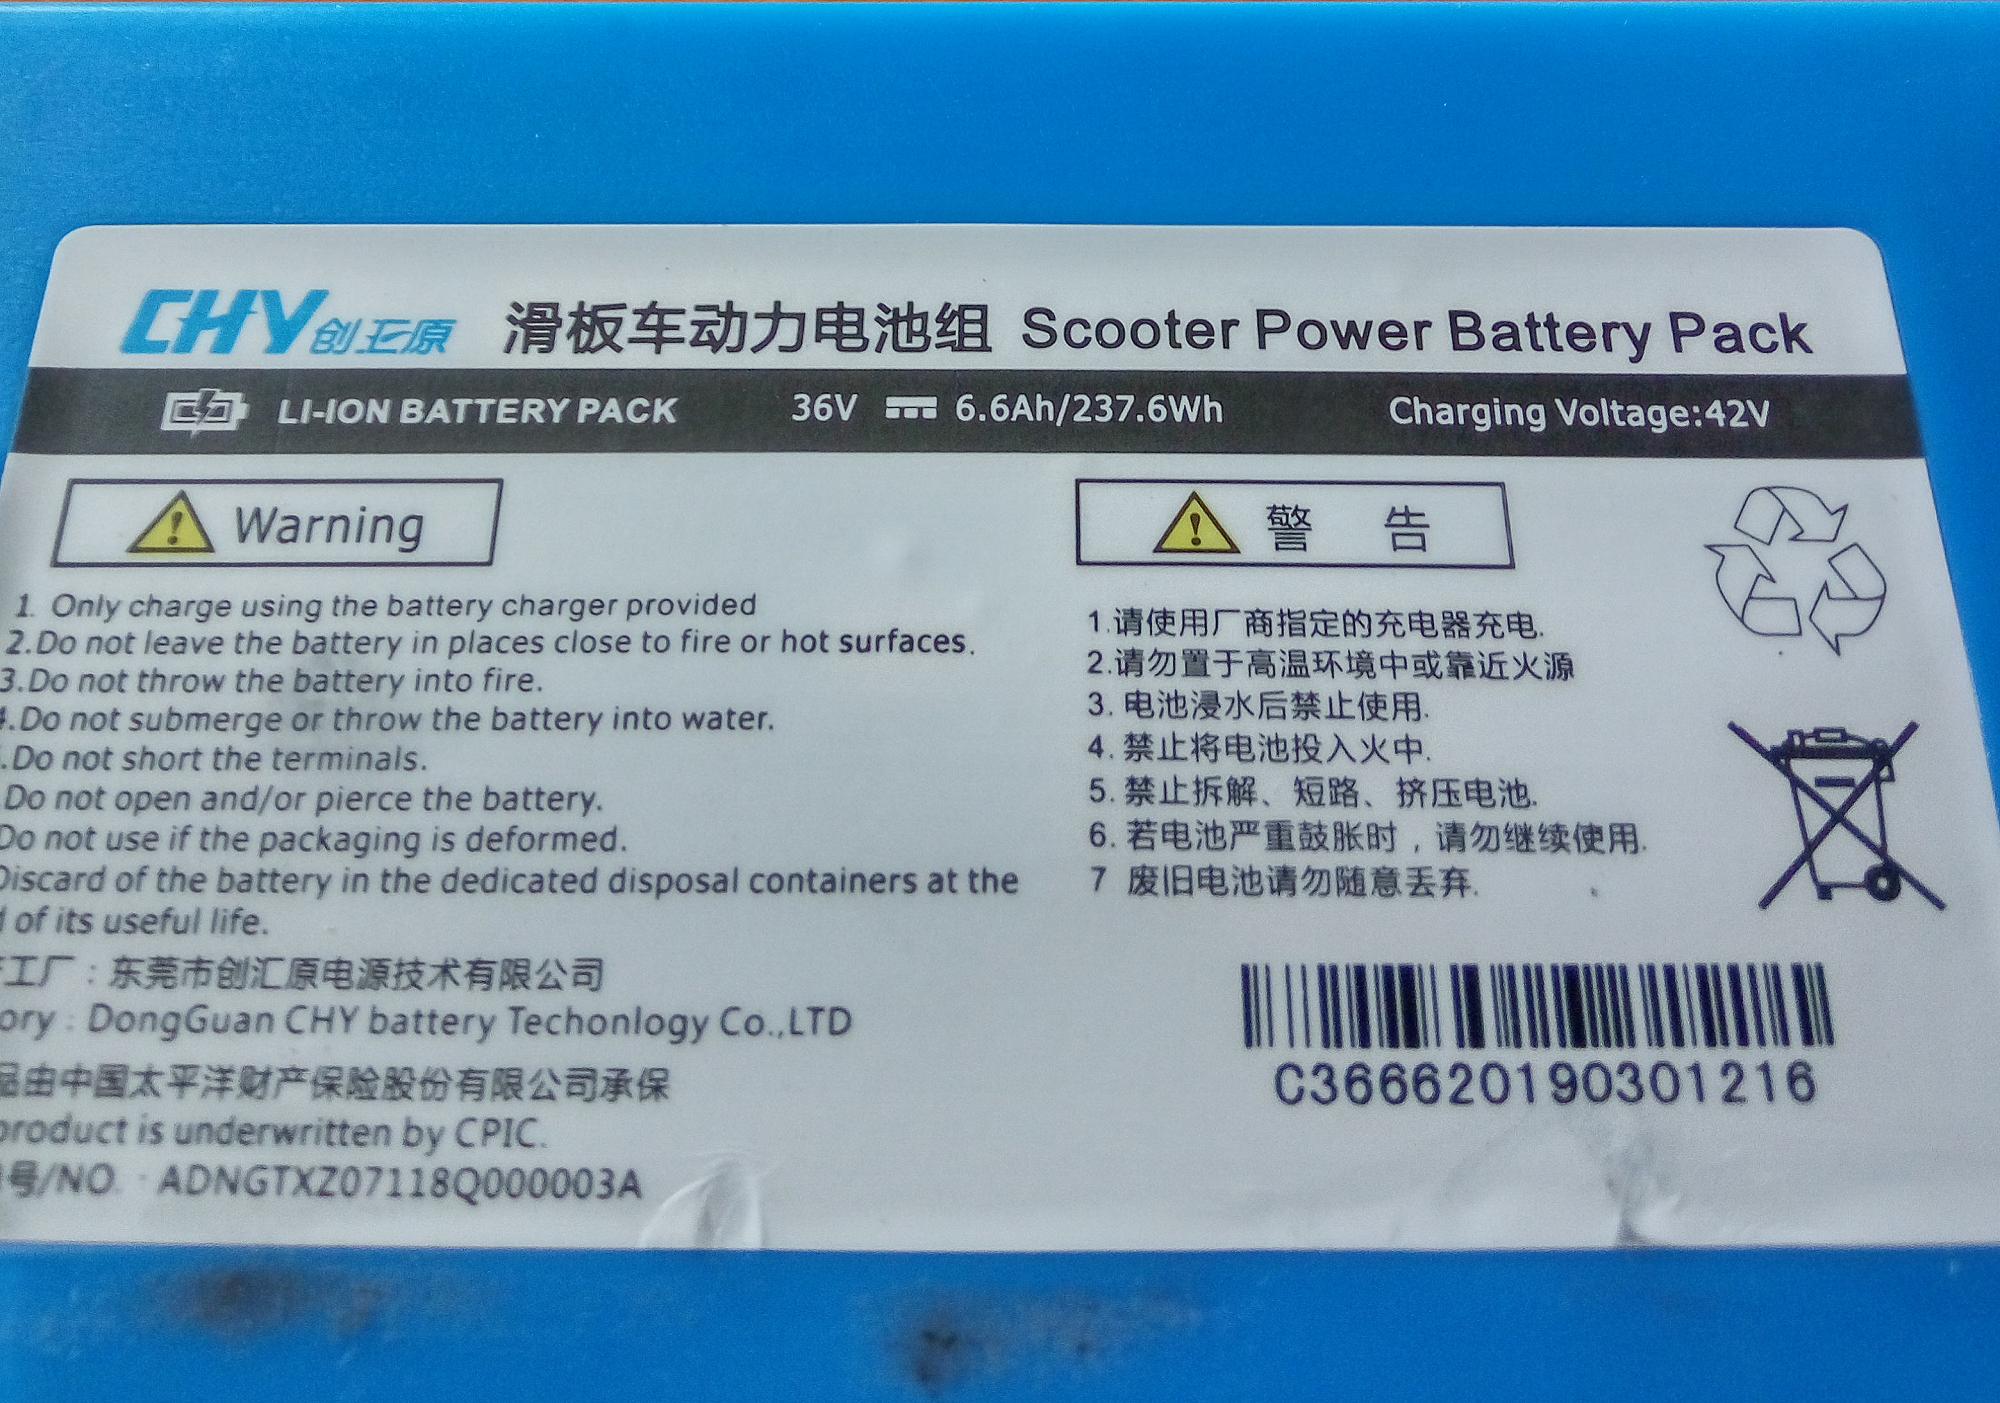 CHY创汇原 滑板车动力电池组 Scooter Power Battery Pack
LI-ION BATTERY PACK 36V ⎓ 6.6Ah/237.6Wh Charging Voltage:42V
Warning
1. Only charge using the battery charger provided
2.Do not leave the battery in places close to fire or hot surfaces.
3.Do not throw the battery into fire.
.Do not submerge or throw the battery into water.
.Do not short the terminals.
Do not open and/or pierce the battery.
Do not use if the packaging is deformed.
Discard of the battery in the dedicated disposal containers at the
of its useful life.
工厂：东莞市创汇原电源技术有限公司
ory : DongGuan CHY battery Techonlogy Co.,LTD
品由中国太平洋财产保险股份有限公司承保
product is underwritten by CPIC.
号/NO. · ADNGTXZ07118Q000003A
警 告
1.请使用厂商指定的充电器充电.
2.请勿置于高温环境中或靠近火源
3. 电池浸水后禁止使用.
4. 禁止将电池投入火中.
5. 禁止拆解、短路、挤压电池.
6. 若电池严重鼓胀时，请勿继续使用.
7 废旧电池请勿随意丢弃.
C366620190301216